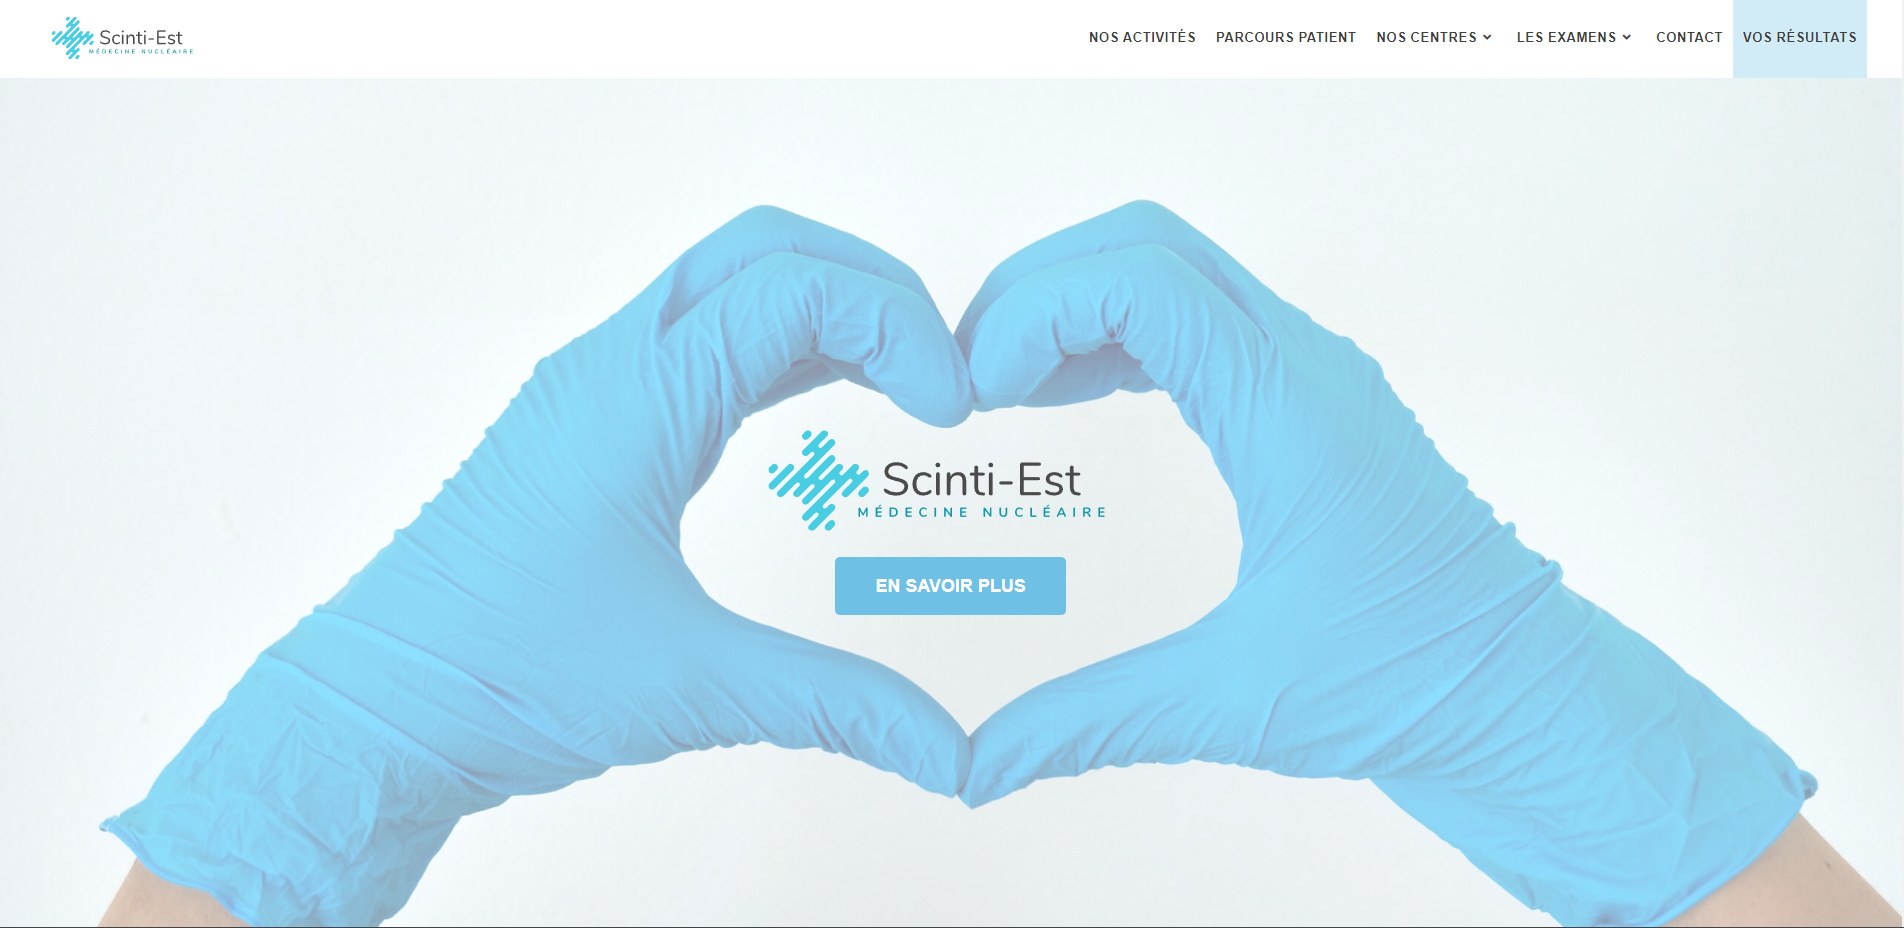 Scinti-Est
MÉDECINE NUCLÉAIRE
NOS ACTIVITÉS PARCOURS PATIENT NOS CENTRES LES EXAMENS CONTACT VOS RÉSULTATS
Scinti-Est
MÉDECINE NUCLÉAIRE
EN SAVOIR PLUS